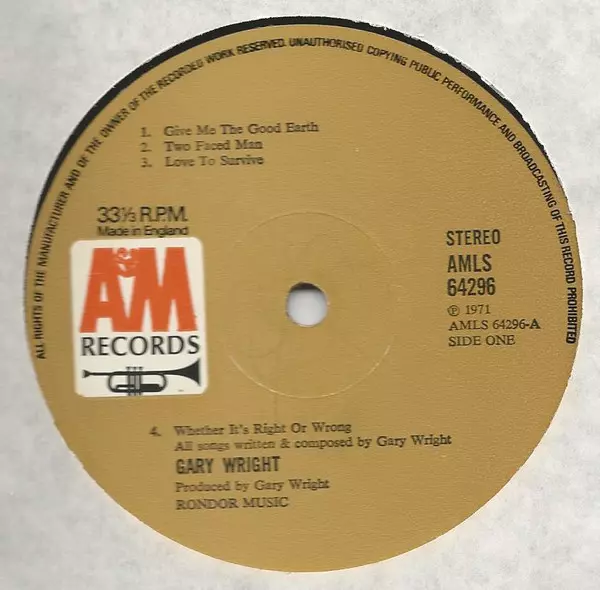 ALL RIGHTS OF THE MANUFACTURER AND OF THE OWNER OF THE RECORDED WORK RESERVED. UNAUTHORISED COPYING PUBLIC PERFORMANCE AND BROADCASTING OF THIS RECORD PROHIBITED
1. Give Me The Good Earth
2. Two Faced Man
3. Love To Survive
33⅓ R.P.M.
Made in England
A&M
RECORDS
STEREO
AMLS
64296
℗ 1971
AMLS 64296-A
SIDE ONE
4. Whether It's Right Or Wrong
All songs written & composed by Gary Wright
GARY WRIGHT
Produced by Gary Wright
RONDOR MUSIC